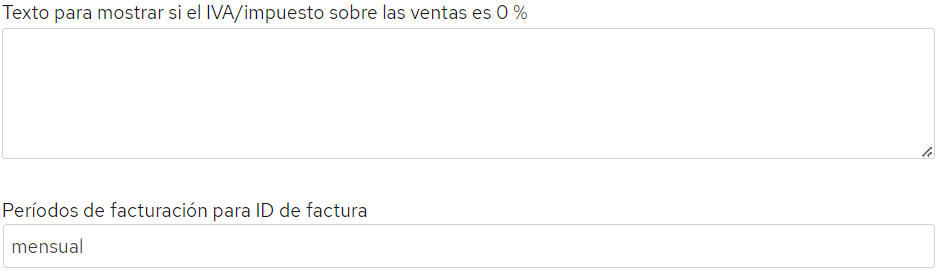 Texto para mostrar si el IVA/impuesto sobre las ventas es 0 %
Períodos de facturación para ID de factura
mensual